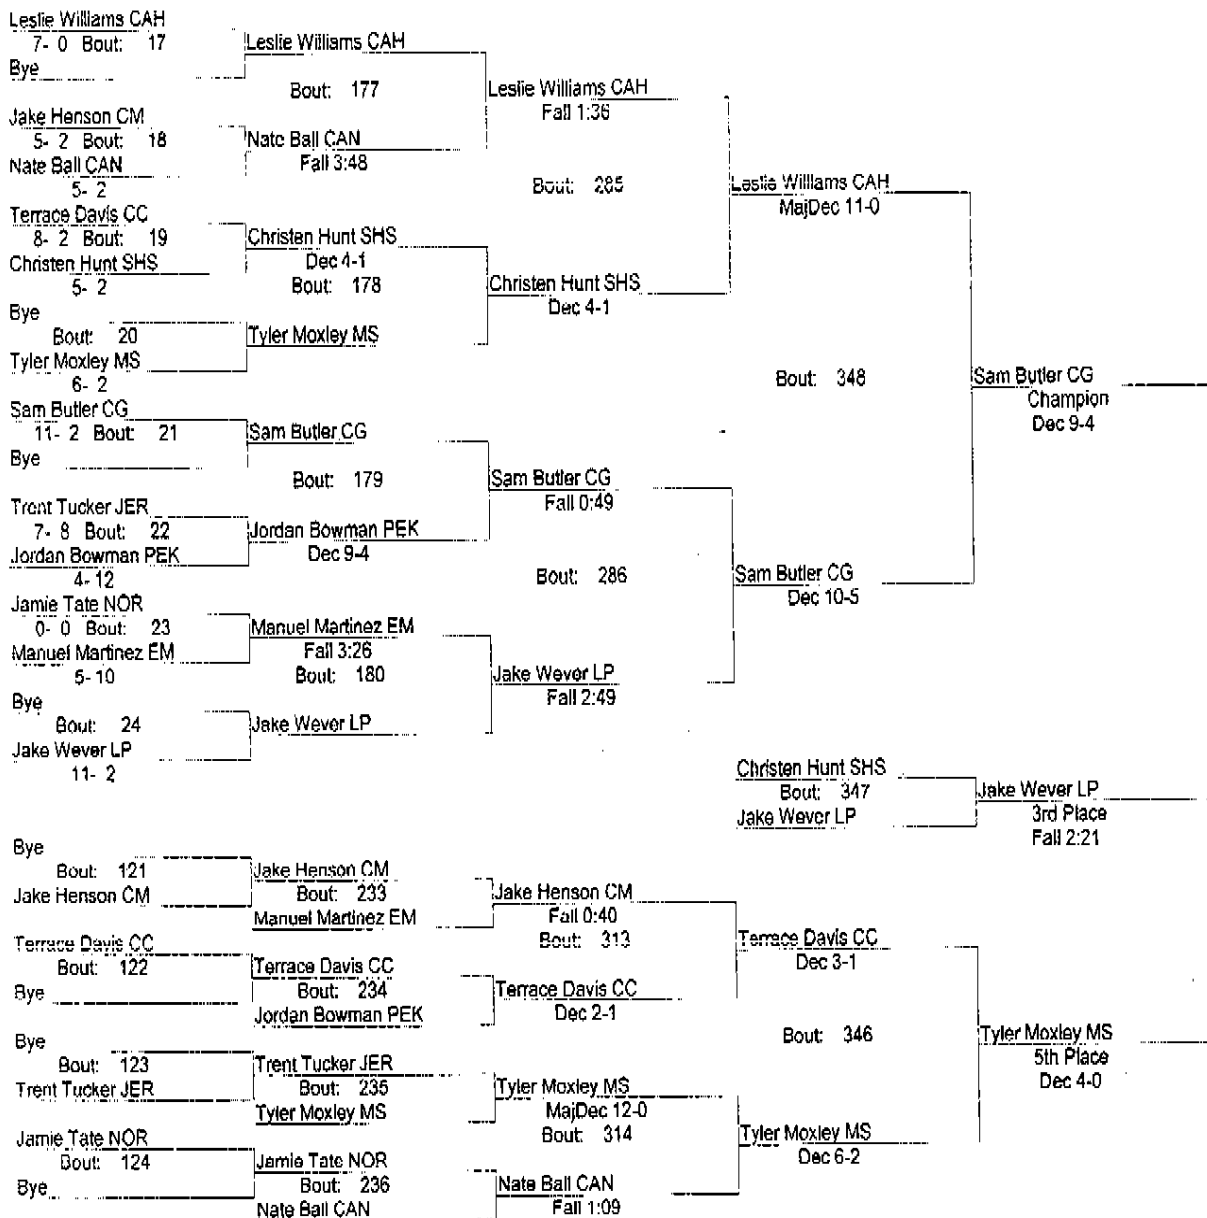 Leslie Williams CAH
7- 0 Bout: 17
Bye
Jake Henson CM
5- 2 Bout: 18
Nate Ball CAN
5- 2
Terrace Davis CC
8- 2 Bout: 19
Christen Hunt SHS
5- 2
Bye
Bout: 20
Tyler Moxley MS
6- 2
Sam Butler CG
11- 2 Bout: 21
Bye
Trent Tucker JER
7- 8 Bout: 22
Jordan Bowman PEK
4- 12
Jamie Tate NOR
0- 0 Bout: 23
Manuel Martinez EM
5- 10
Bye
Bout: 24
Jake Wever LP
11- 2
Leslie Williams CAH
Bout: 177
Nate Ball CAN
Fall 3:48
Christen Hunt SHS
Dec 4-1
Bout: 178
Tyler Moxley MS
Sam Butler CG
Bout: 179
Jordan Bowman PEK
Dec 9-4
Manuel Martinez EM
Fall 3:26
Bout: 180
Jake Wever LP
Leslie Williams CAH
Fall 1:36
Bout: 285
Christen Hunt SHS
Dec 4-1
Sam Butler CG
Fall 0:49
Bout: 286
Jake Wever LP
Fall 2:49
Leslie Williams CAH
MajDec 11-0
Bout: 348
Sam Butler CG
Dec 10-5
Sam Butler CG
Champion
Dec 9-4
Christen Hunt SHS
Bout: 347
Jake Wever LP
Jake Wever LP
3rd Place
Fall 2:21
Bye
Bout: 121
Jake Henson CM
Terrace Davis CC
Bout: 122
Bye
Bye
Bout: 123
Trent Tucker JER
Jamie Tate NOR
Bout: 124
Bye
Jake Henson CM
Bout: 233
Manuel Martinez EM
Terrace Davis CC
Bout: 234
Jordan Bowman PEK
Trent Tucker JER
Bout: 235
Tyler Moxley MS
Jamie Tate NOR
Bout: 236
Nate Ball CAN
Jake Henson CM
Fall 0:40
Bout: 313
Terrace Davis CC
Dec 2-1
Tyler Moxley MS
MajDec 12-0
Bout: 314
Nate Ball CAN
Fall 1:09
Terrace Davis CC
Dec 3-1
Bout: 346
Tyler Moxley MS
Dec 6-2
Tyler Moxley MS
5th Place
Dec 4-0